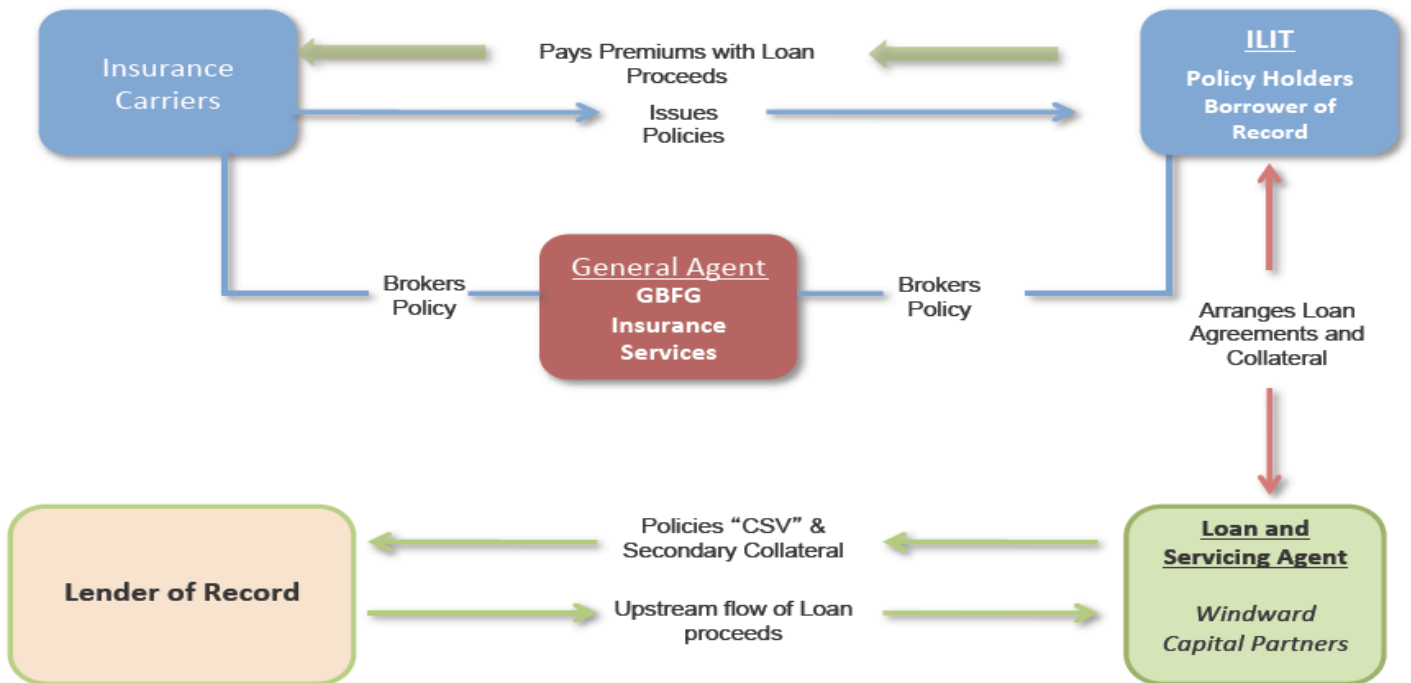 Insurance
Carriers
Pays Premiums with Loan
Proceeds
Issues
Policies
ILIT
Policy Holders
Borrower of
Record
Brokers
Policy
General Agent
GBFG
Insurance
Services
Brokers
Policy
Arranges Loan
Agreements and
Collateral
Lender of Record
Policies “CSV” &
Secondary Collateral
Upstream flow of Loan
proceeds
Loan and
Servicing Agent
Windward
Capital Partners